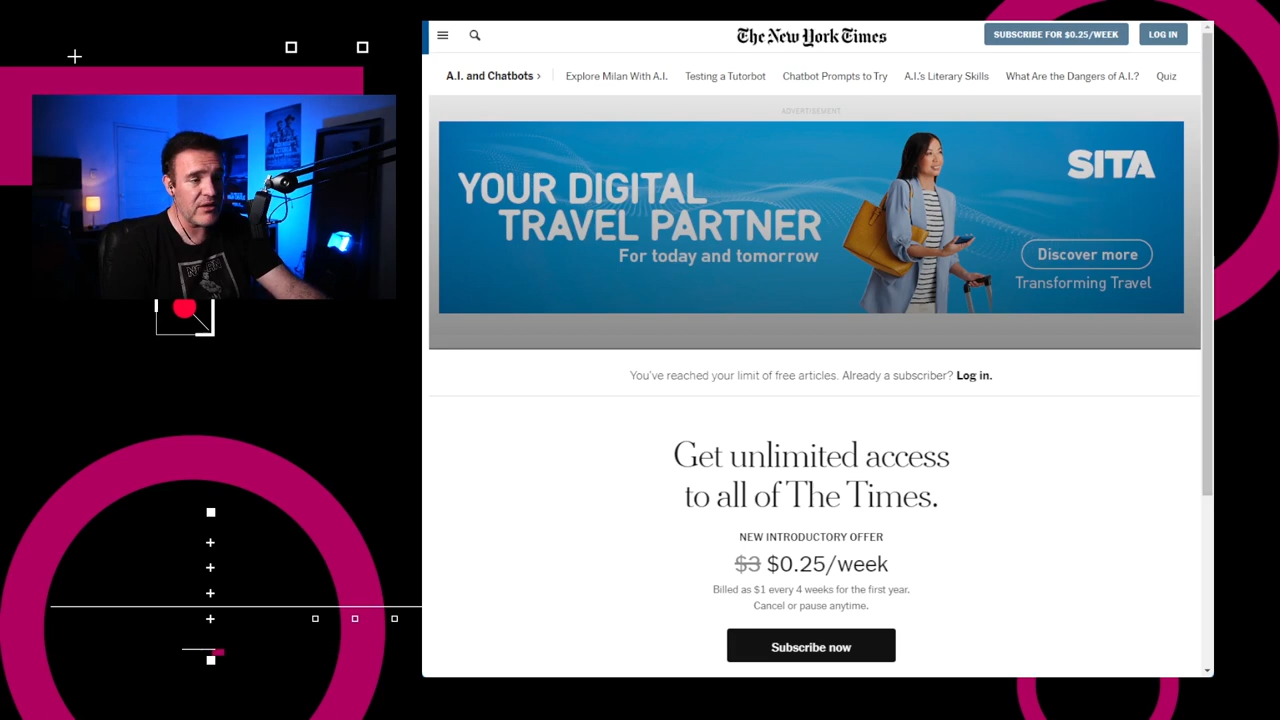 The New York Times
SUBSCRIBE FOR $0.25/WEEK
LOG IN
A.I. and Chatbots ›
Explore Milan With A.I.
Testing a Tutorbot
Chatbot Prompts to Try
A.I.'s Literary Skills
What Are the Dangers of A.I.?
Quiz
ADVERTISEMENT
YOUR DIGITAL
TRAVEL PARTNER
For today and tomorrow
SITA
Discover more
Transforming Travel
You've reached your limit of free articles. Already a subscriber? Log in.
Get unlimited access
to all of The Times.
NEW INTRODUCTORY OFFER
$3 $0.25/week
Billed as $1 every 4 weeks for the first year.
Cancel or pause anytime.
Subscribe now